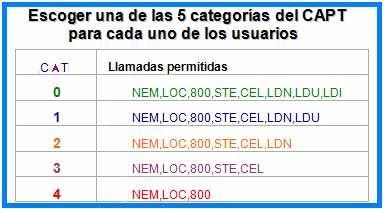 Escoger una de las 5 categorías del CAPT
para cada uno de los usuarios
CAT Llamadas permitidas
0 NEM,LOC,800,STE,CEL,LDN,LDU,LDI
1 NEM,LOC,800,STE,CEL,LDN,LDU
2 NEM,LOC,800,STE,CEL,LDN
3 NEM,LOC,800,STE,CEL
4 NEM,LOC,800